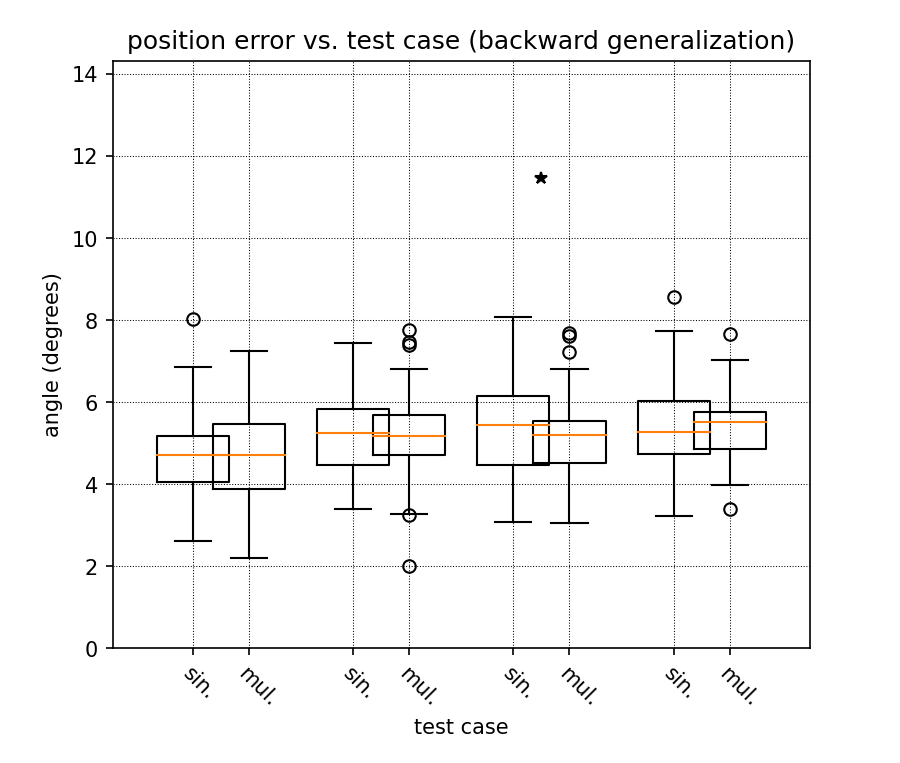 position error vs. test case (backward generalization)
14
12
10
8
6
4
2
0
angle (degrees)
sin. mul. sin. mul. sin. mul. sin. mul.
test case